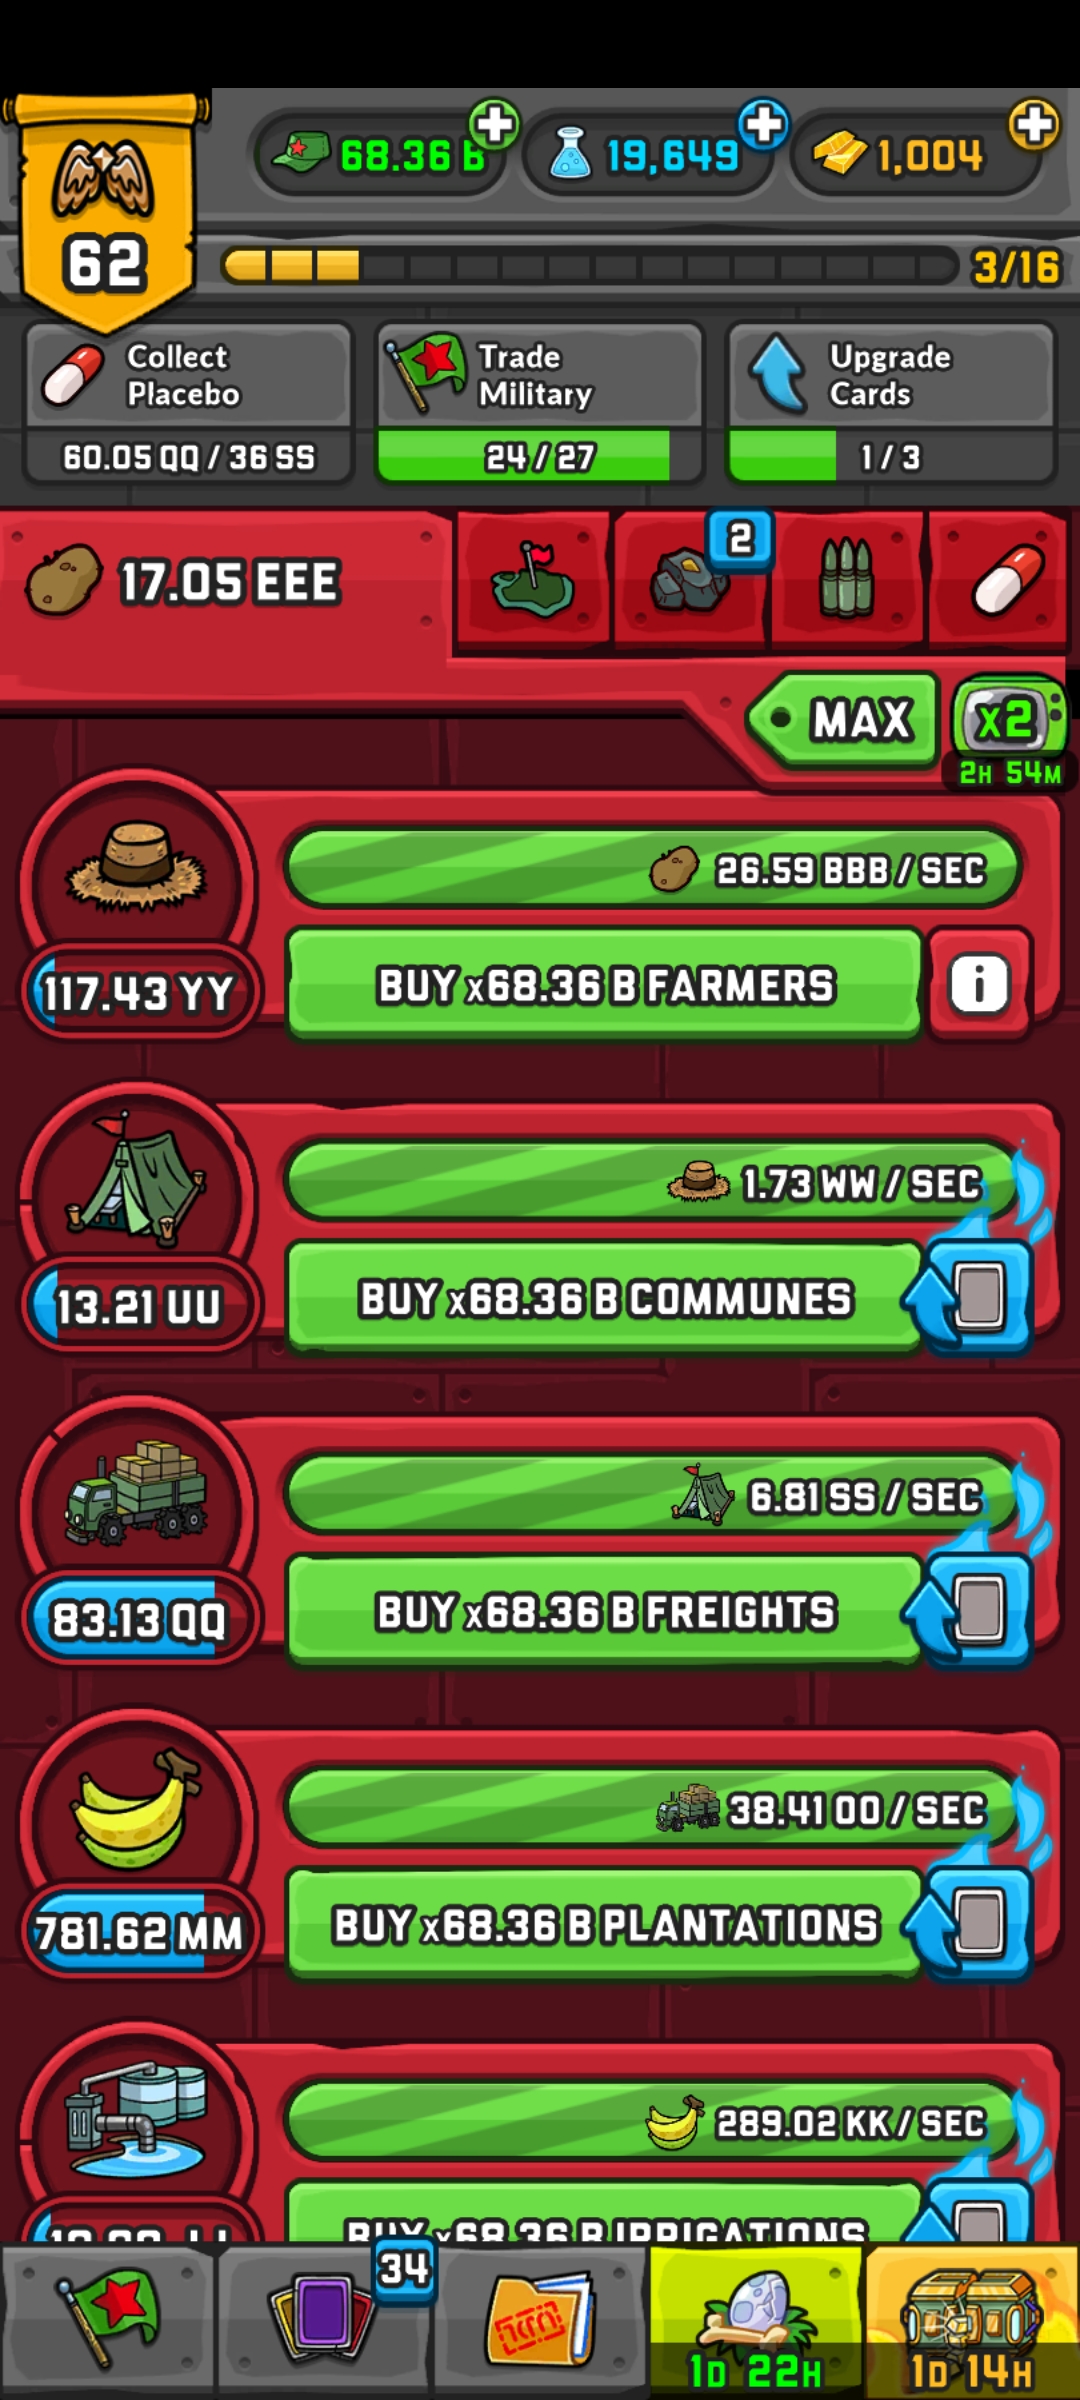 68.36 B
19,649
1,004
62
3/16
Collect
Placebo
60.05 QQ / 36 SS
Trade
Military
24 / 27
Upgrade
Cards
1 / 3
17.05 EEE
2
MAX
x2
2H 54M
26.59 BBB / SEC
117.43 YY
BUY x68.36 B FARMERS
i
1.73 WW / SEC
13.21 UU
BUY x68.36 B COMMUNES
6.81 SS / SEC
83.13 QQ
BUY x68.36 B FREIGHTS
38.41 OO / SEC
781.62 MM
BUY x68.36 B PLANTATIONS
289.02 KK / SEC
BUY x68.36 B IRRIGATIONS
34
1D 22H
1D 14H